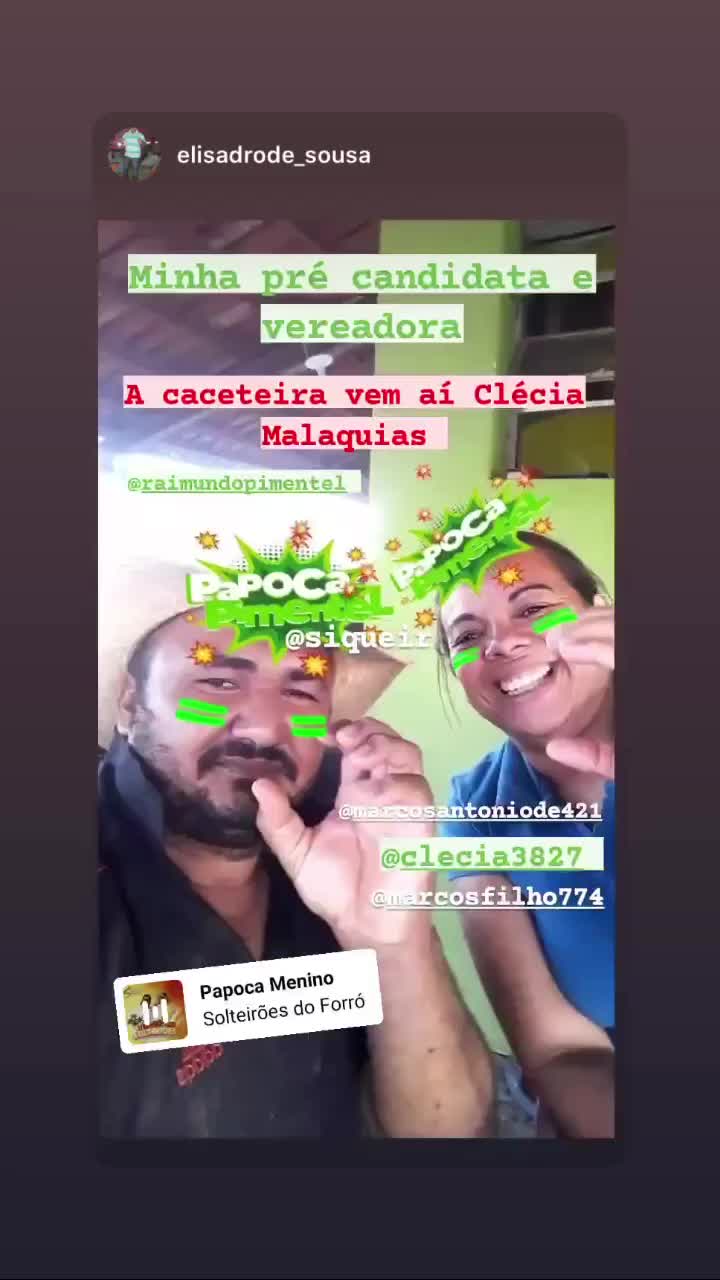 elisadrode_sousa
Minha pré candidata e
vereadora
A caceteira vem aí Clécia
Malaquias
@raimundopimentel
PaPOCa
PimenteL
PaPOCa
PimenteL
@siqueir
@marcosantoniode421
@clecia3827
@marcosfilho774
Papoca Menino
Solteirões do Forró